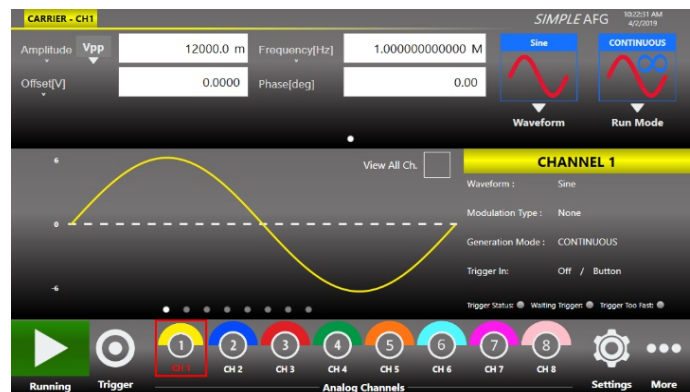 CARRIER - CH1
SIMPLE AFG
10:22:31 AM
4/2/2019
Amplitude Vpp 12000.0 m Frequency[Hz] 1.000000000000 M
Offset[V] 0.0000 Phase[deg] 0.00
Sine
CONTINUOUS
Waveform
Run Mode
6
0
-6
View All Ch.
CHANNEL 1
Waveform : Sine
Modulation Type : None
Generation Mode : CONTINUOUS
Trigger In: Off / Button
Trigger Status: Waiting Trigger: Trigger Too Fast:
1 2 3 4 5 6 7 8
CH 1 CH 2 CH 3 CH 4 CH 5 CH 6 CH 7 CH 8
Running Trigger Analog Channels Settings More